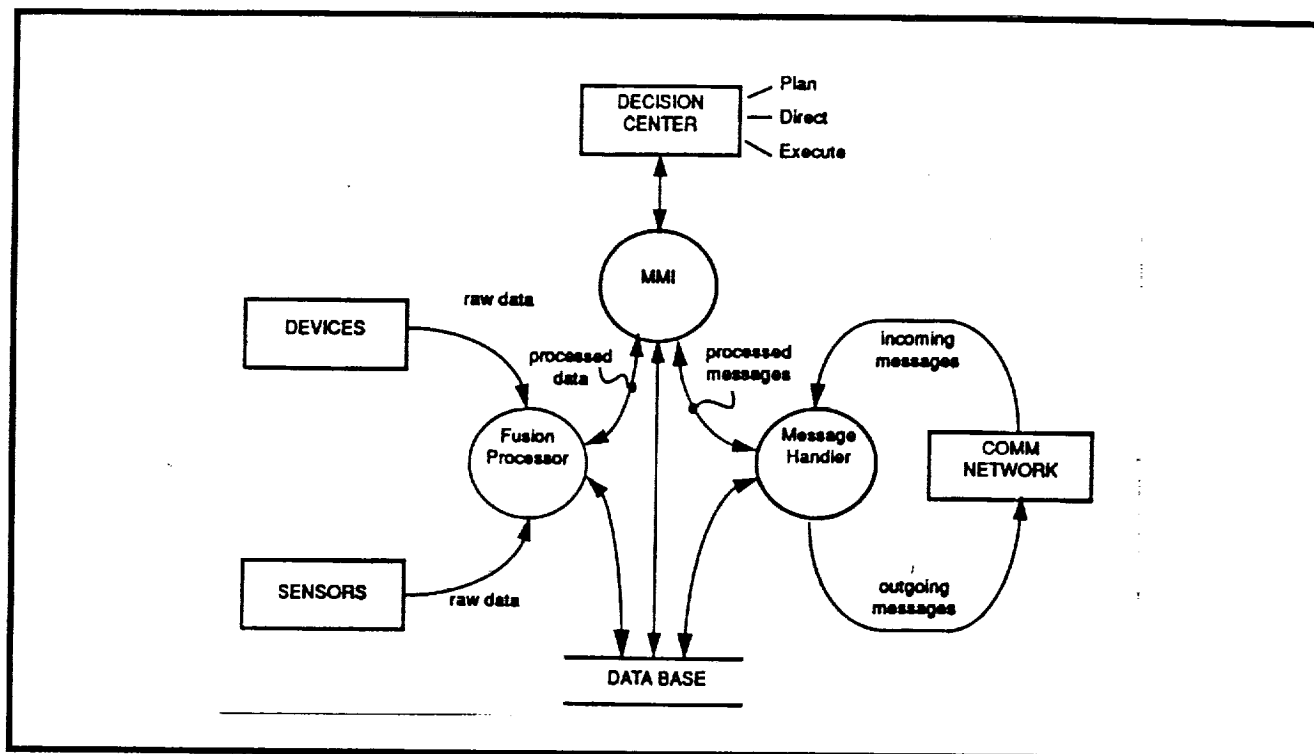 Plan
DECISION
CENTER
Direct
Execute
MMI
raw data
DEVICES
processed
data
processed
messages
incoming
messages
Fusion
Processor
Message
Handler
COMM
NETWORK
SENSORS
raw data
outgoing
messages
DATA BASE